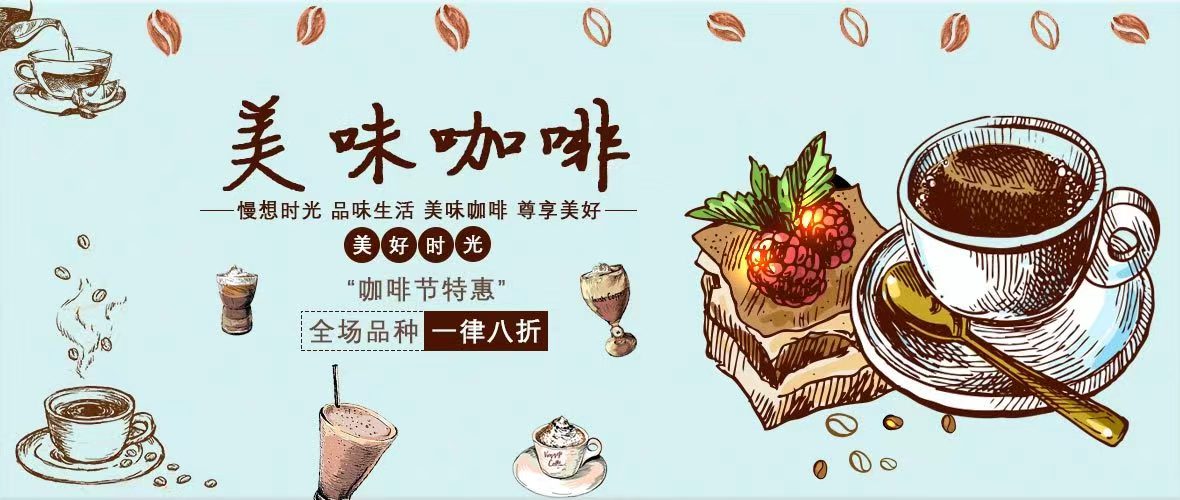 美味咖啡
慢想时光 品味生活 美味咖啡 尊享美好
美好时光
“咖啡节特惠”
全场品种 一律八折